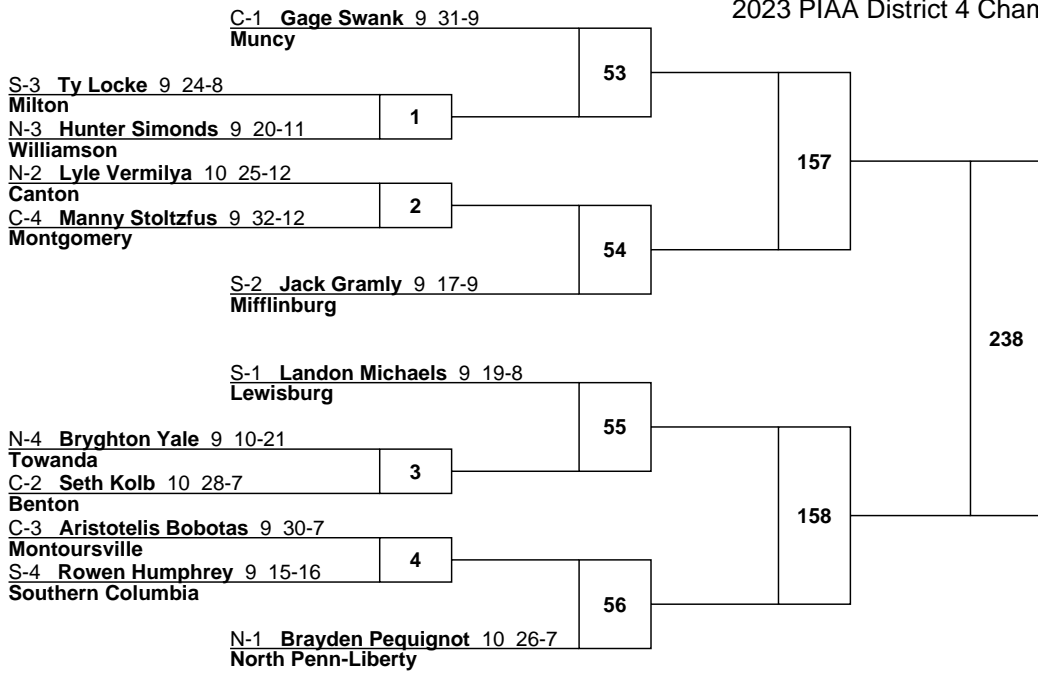 2023 PIAA District 4 Cham
C-1 Gage Swank 9 31-9
Muncy
53
S-3 Ty Locke 9 24-8
Milton
1
N-3 Hunter Simonds 9 20-11
Williamson
157
N-2 Lyle Vermilya 10 25-12
Canton
2
C-4 Manny Stoltzfus 9 32-12
Montgomery
54
S-2 Jack Gramly 9 17-9
Mifflinburg
238
S-1 Landon Michaels 9 19-8
Lewisburg
55
N-4 Bryghton Yale 9 10-21
Towanda
3
C-2 Seth Kolb 10 28-7
Benton
158
C-3 Aristotelis Bobotas 9 30-7
Montoursville
4
S-4 Rowen Humphrey 9 15-16
Southern Columbia
56
N-1 Brayden Pequignot 10 26-7
North Penn-Liberty